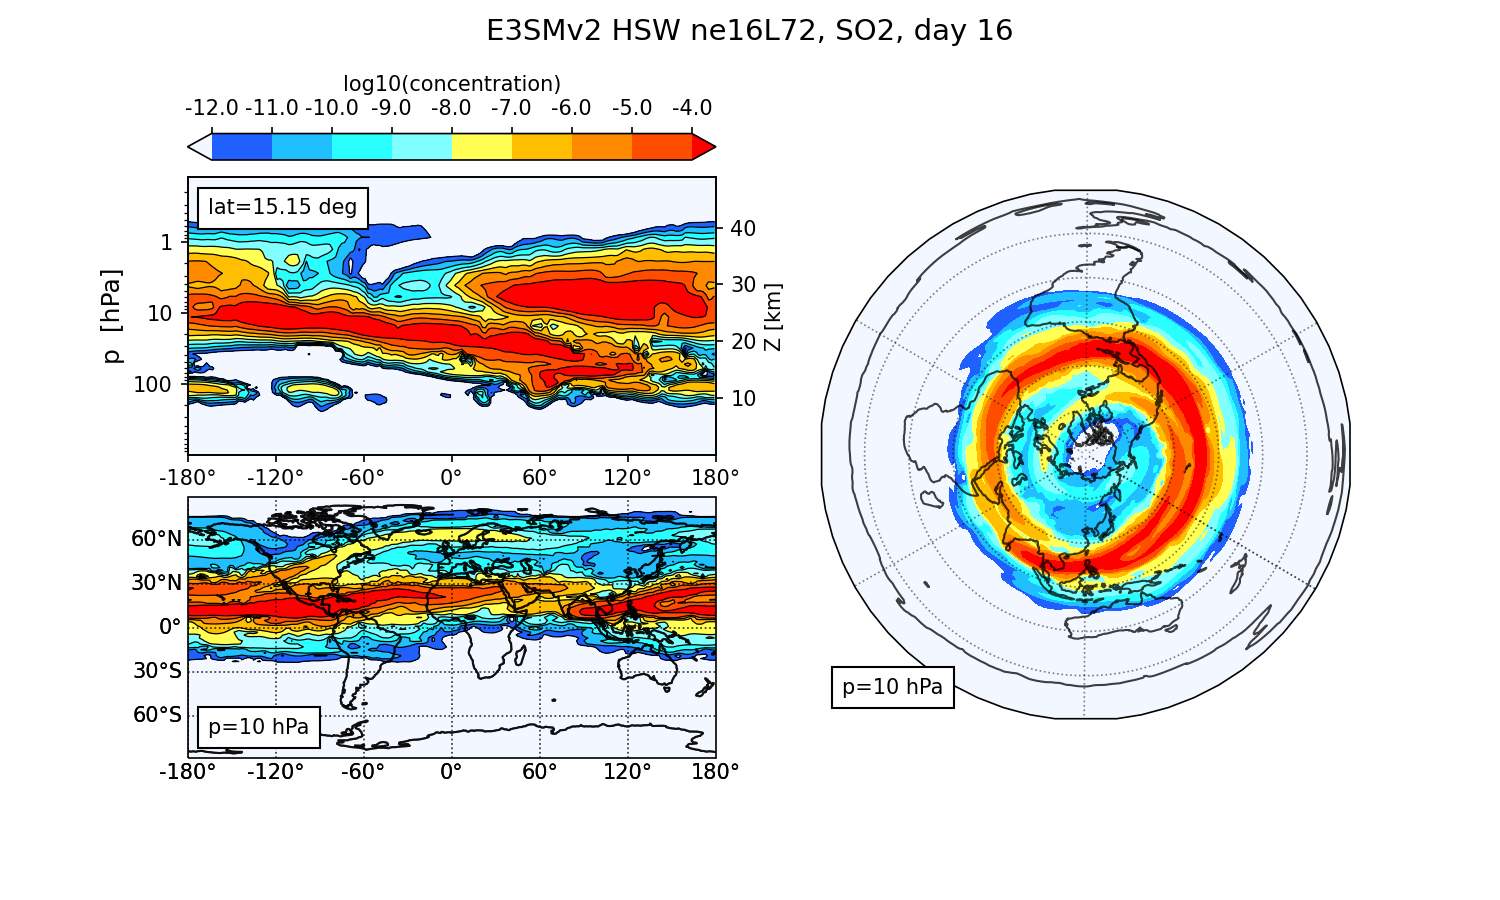 E3SMv2 HSW ne16L72, SO2, day 16
log10(concentration)
-12.0 -11.0 -10.0 -9.0 -8.0 -7.0 -6.0 -5.0 -4.0
lat=15.15 deg
p [hPa]
1
10
100
40
30
20
10
Z [km]
-180° -120° -60° 0° 60° 120° 180°
60°N
30°N
0°
30°S
60°S
p=10 hPa
-180° -120° -60° 0° 60° 120° 180°
p=10 hPa